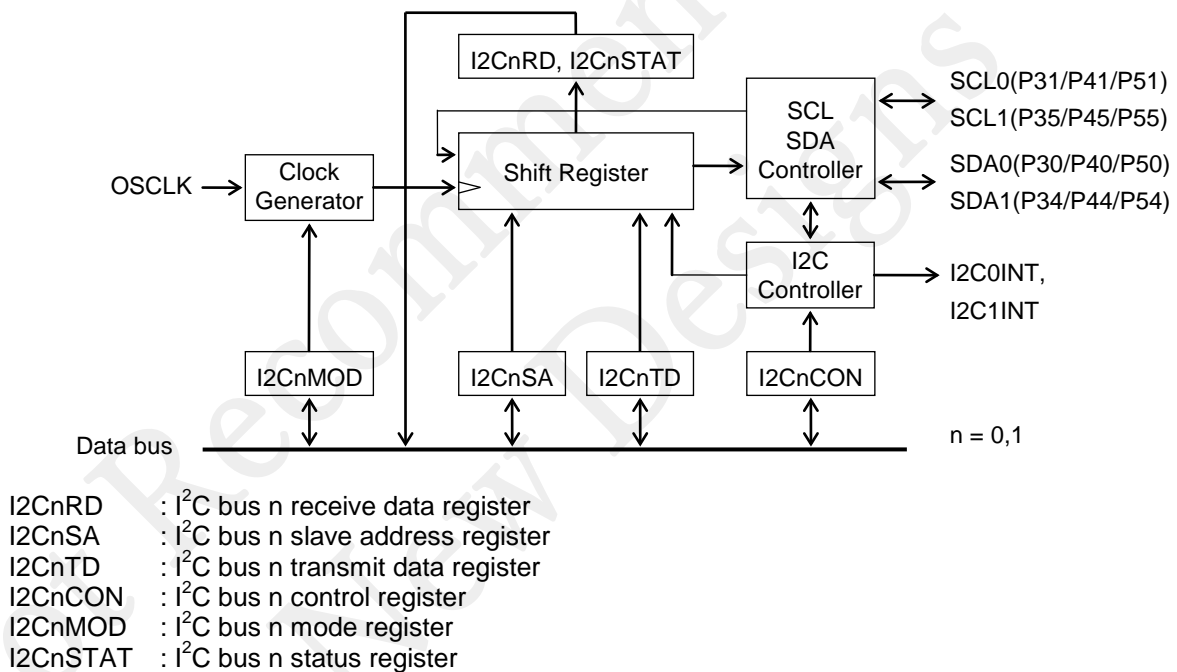 I2CnRD, I2CnSTAT
SCL
SDA
Controller
SCL0(P31/P41/P51)
SCL1(P35/P45/P55)
SDA0(P30/P40/P50)
SDA1(P34/P44/P54)
OSCLK
Clock
Generator
Shift Register
I2C
Controller
I2C0INT,
I2C1INT
I2CnMOD
I2CnSA
I2CnTD
I2CnCON
Data bus
n = 0,1
I2CnRD : I²C bus n receive data register
I2CnSA : I²C bus n slave address register
I2CnTD : I²C bus n transmit data register
I2CnCON : I²C bus n control register
I2CnMOD : I²C bus n mode register
I2CnSTAT : I²C bus n status register
New Designs